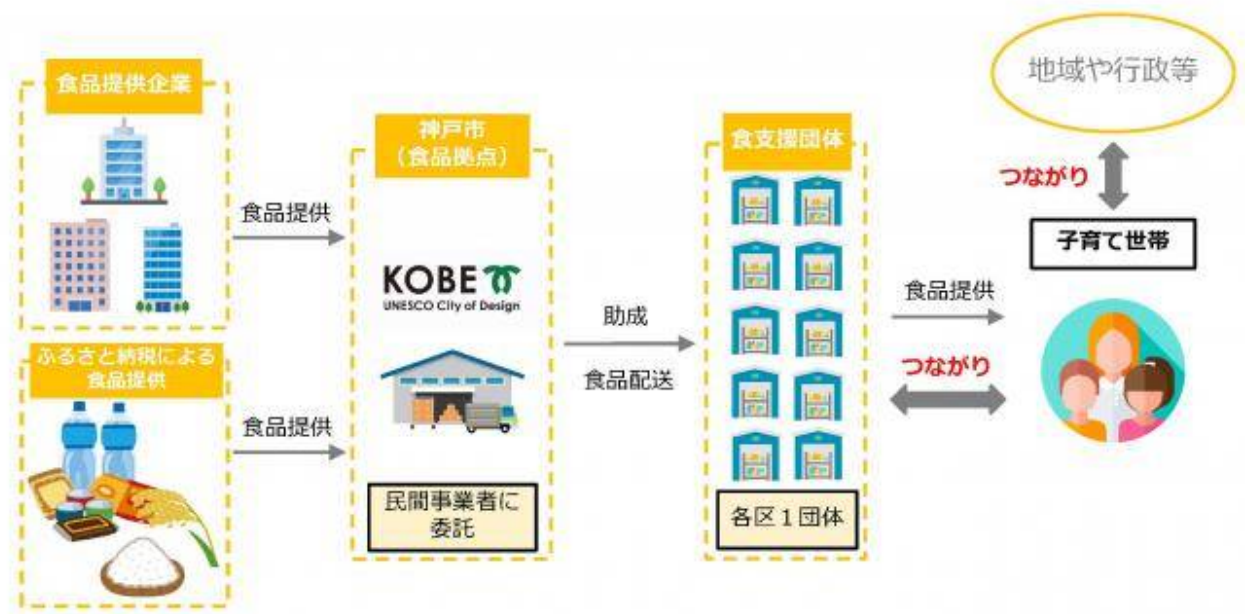 食品提供企業
食品提供
ふるさと納税による
食品提供
食品提供
神戸市
（食品拠点）
KOBE
UNESCO City of Design
民間事業者に
委託
助成
食品配送
食支援団体
各区１団体
食品提供
つながり
地域や行政等
つながり
子育て世帯